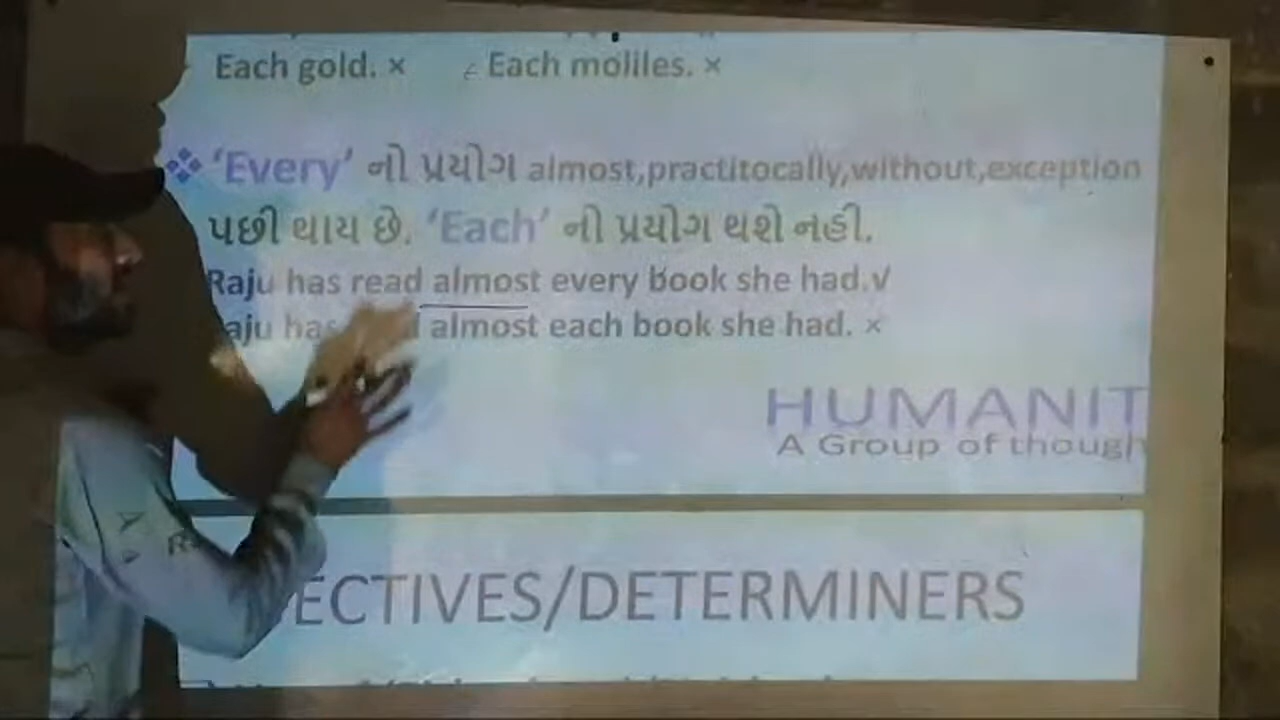 Each gold. × Each moliles. ×
❖ 'Every' નો પ્રયોગ almost,practitocally,without,exception
પછી થાય છે. 'Each' નો પ્રયોગ થશે નહી.
Raju has read almost every book she had.√
aju has almost each book she had. ×
HUMANIT
A Group of though
ECTIVES/DETERMINERS